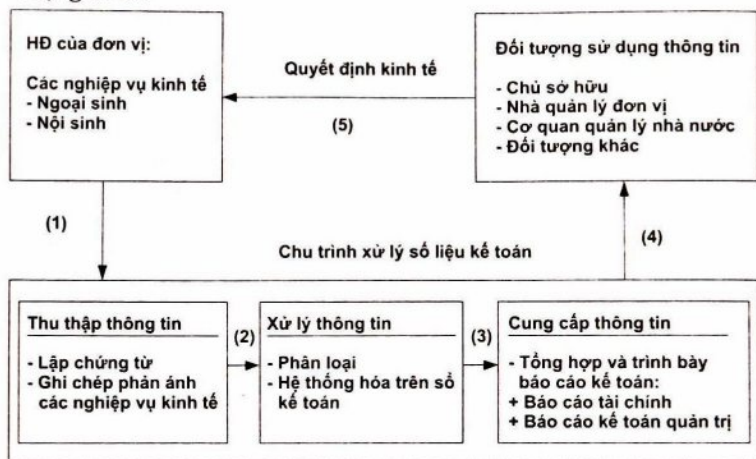 HĐ của đơn vị:
Các nghiệp vụ kinh tế
- Ngoại sinh
- Nội sinh
Quyết định kinh tế
(5)
Đối tượng sử dụng thông tin
- Chủ sở hữu
- Nhà quản lý đơn vị
- Cơ quan quản lý nhà nước
- Đối tượng khác
(1)
(4)
Chu trình xử lý số liệu kế toán
Thu thập thông tin
- Lập chứng từ
- Ghi chép phản ánh
các nghiệp vụ kinh tế
(2)
Xử lý thông tin
- Phân loại
- Hệ thống hóa trên sổ
kế toán
(3)
Cung cấp thông tin
- Tổng hợp và trình bày
báo cáo kế toán:
+ Báo cáo tài chính
+ Báo cáo kế toán quản trị